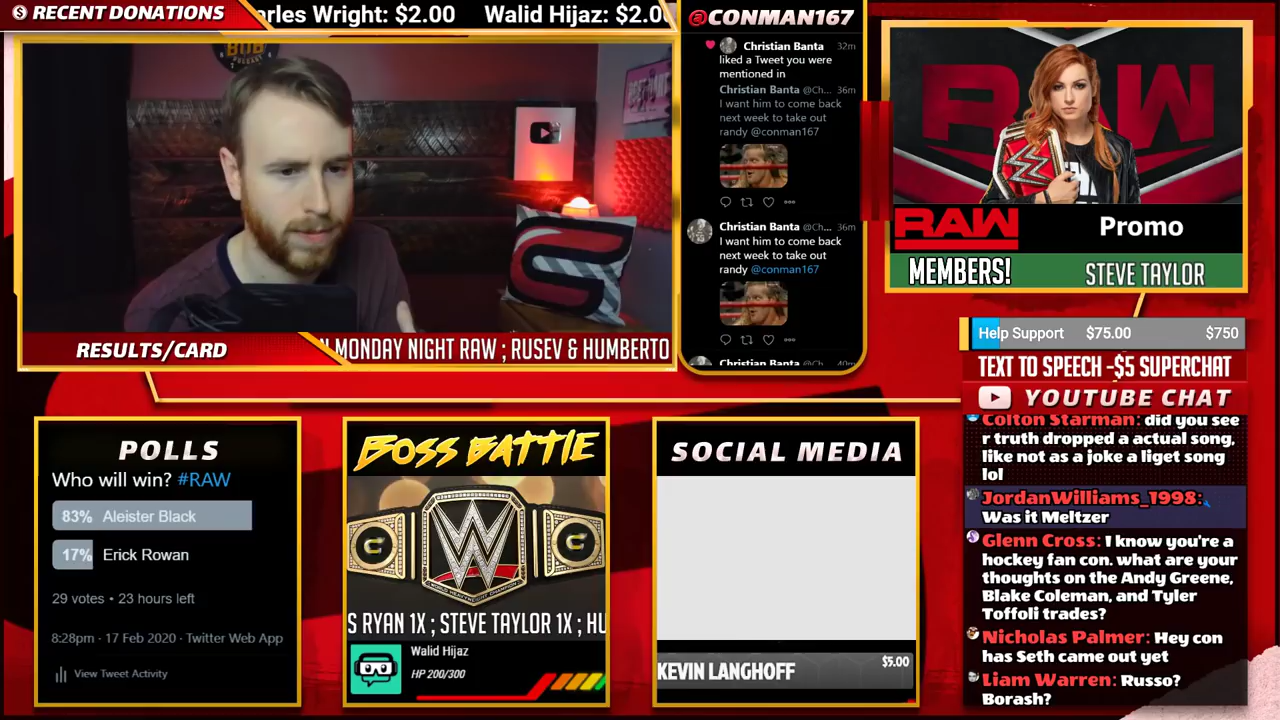 RECENT DONATIONS
arles Wright: $2.00 Walid Hijaz: $2.0
@CONMAN167
Christian Banta 32m
liked a Tweet you were
mentioned in
Christian Banta @Ch... 36m
I want him to come back
next week to take out
randy @conman167
Christian Banta @Ch... 36m
I want him to come back
next week to take out
randy @conman167
Christian Banta @Ch... 40m
RAW
RAW
Promo
MEMBERS!
STEVE TAYLOR
RESULTS/CARD
N MONDAY NIGHT RAW ; RUSEV & HUMBERTO
Help Support $75.00 $750
TEXT TO SPEECH -$5 SUPERCHAT
YOUTUBE CHAT
Colton Starman: did you see
r truth dropped a actual song,
like not as a joke a liget song
lol
JordanWilliams_1998:
Was it Meltzer
Glenn Cross: I know you're a
hockey fan con. what are your
thoughts on the Andy Greene,
Blake Coleman, and Tyler
Toffoli trades?
Nicholas Palmer: Hey con
has Seth came out yet
Liam Warren: Russo?
Borash?
POLLS
Who will win? #RAW
83% Aleister Black
17% Erick Rowan
29 votes • 23 hours left
8:28pm · 17 Feb 2020 · Twitter Web App
View Tweet Activity
BOSS BATTLE
S RYAN 1X ; STEVE TAYLOR 1X ; HU
Walid Hijaz
HP 200/300
SOCIAL MEDIA
KEVIN LANGHOFF $5.00